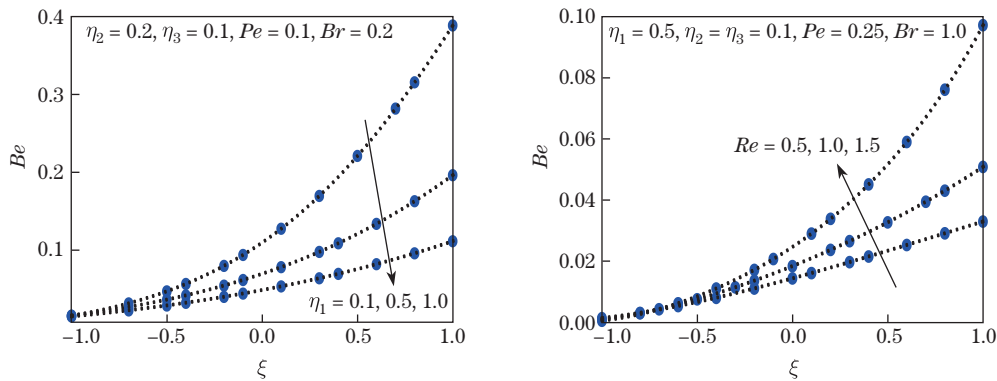 η₂ = 0.2, η₃ = 0.1, Pe = 0.1, Br = 0.2
0.4
0.3
0.2
0.1
Be
η₁ = 0.1, 0.5, 1.0
−1.0 −0.5 0.0 0.5 1.0
ξ
η₁ = 0.5, η₂ = η₃ = 0.1, Pe = 0.25, Br = 1.0
0.10
0.08
0.06
0.04
0.02
0.00
Be
Re = 0.5, 1.0, 1.5
−1.0 −0.5 0.0 0.5 1.0
ξ